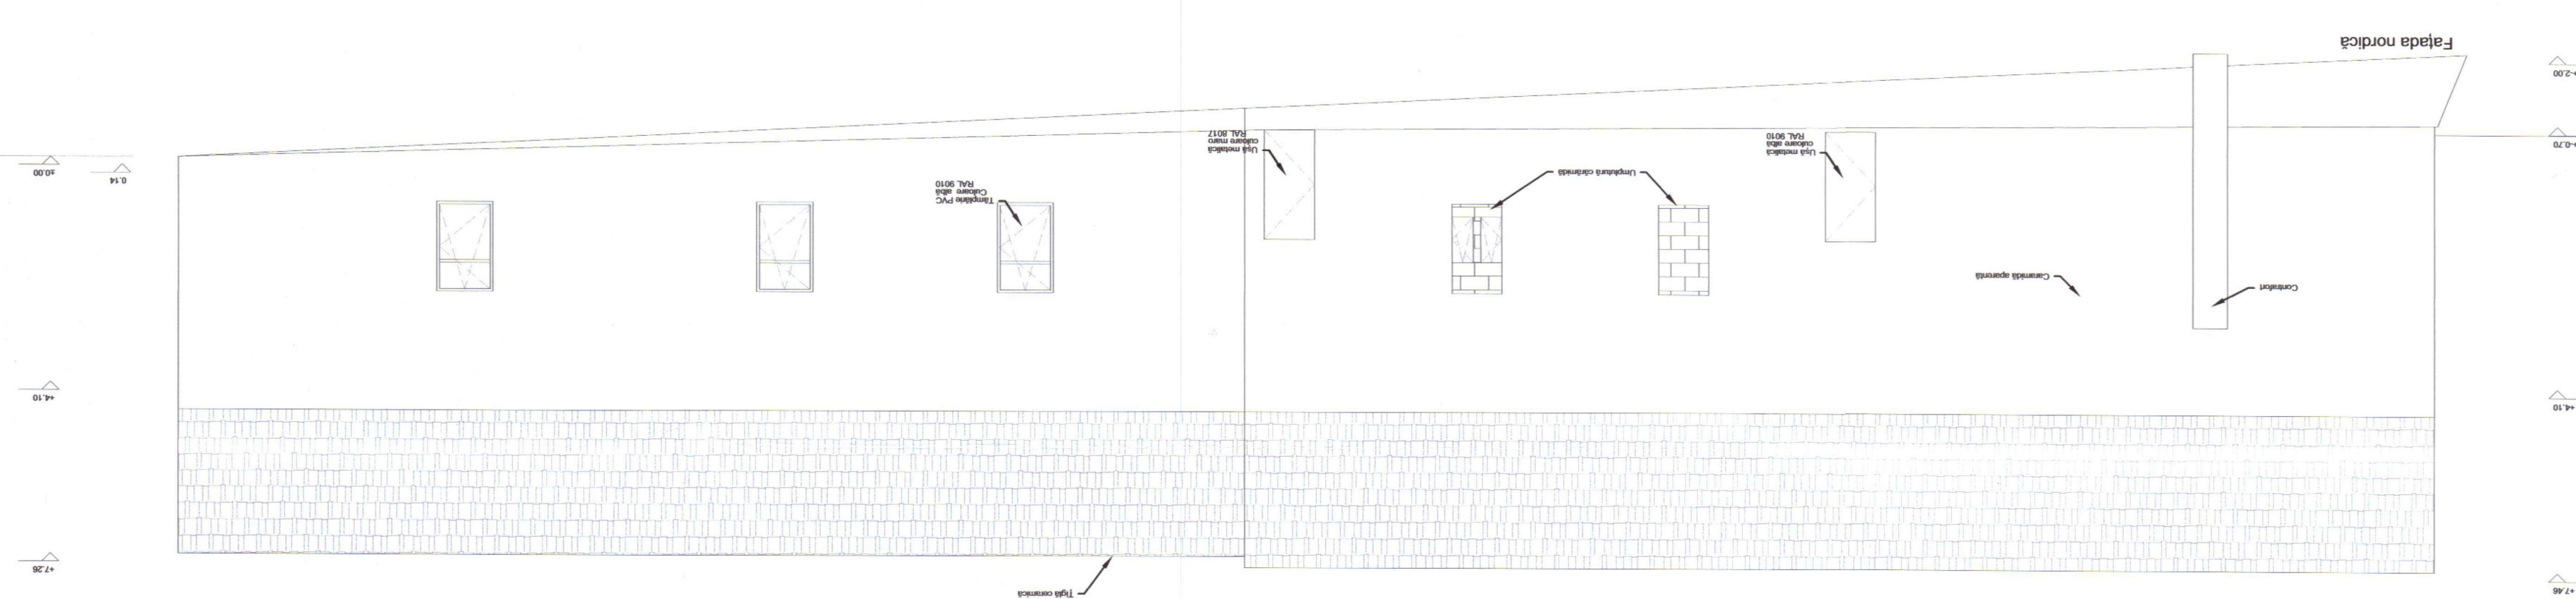 Țiglă ceramică
+7.46
+7.26
+4.10
+4.10
Contrafort
Caramidă aparentă
Umplutură cărămidă
Tâmplărie PVC
Culoare albă
RAL 9010
Ușă metalică
culoare albă
RAL 9010
Ușă metalică
culoare maro
RAL 8017
0.14
±0.00
+-0.70
+-2.00
Fațada nordică